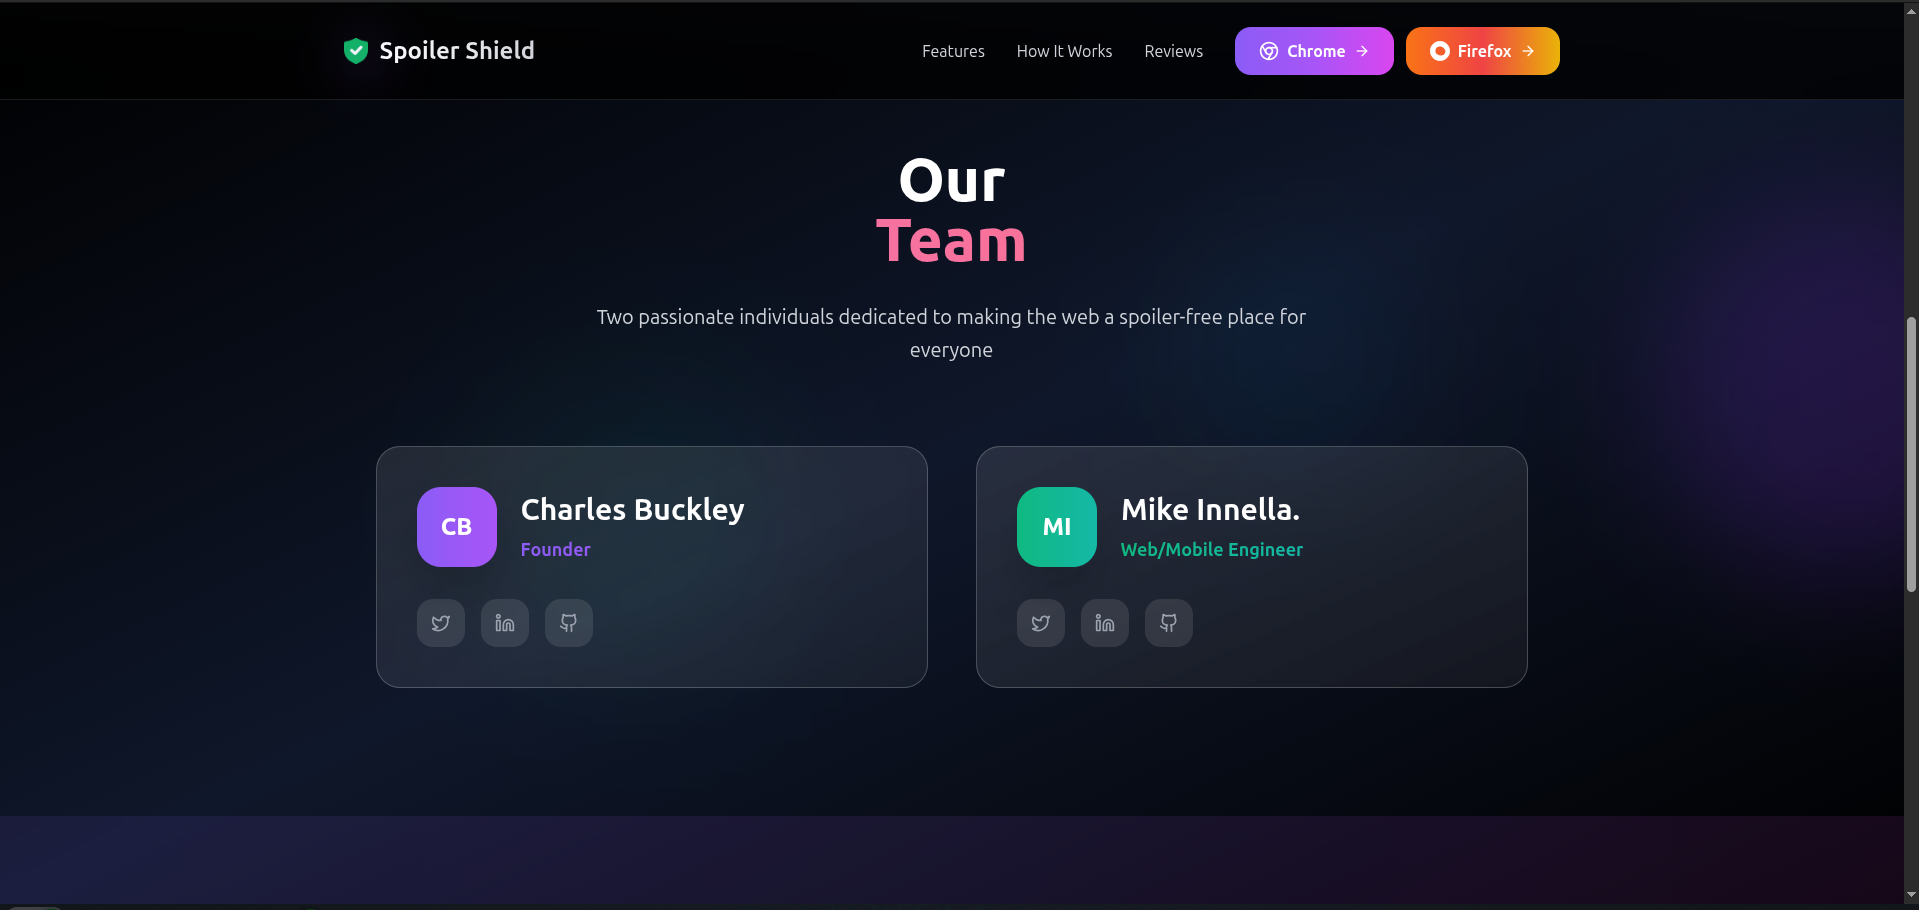 Spoiler Shield
Features
How It Works
Reviews
Chrome →
Firefox →
Our
Team
Two passionate individuals dedicated to making the web a spoiler-free place for
everyone
CB
Charles Buckley
Founder
MI
Mike Innella.
Web/Mobile Engineer